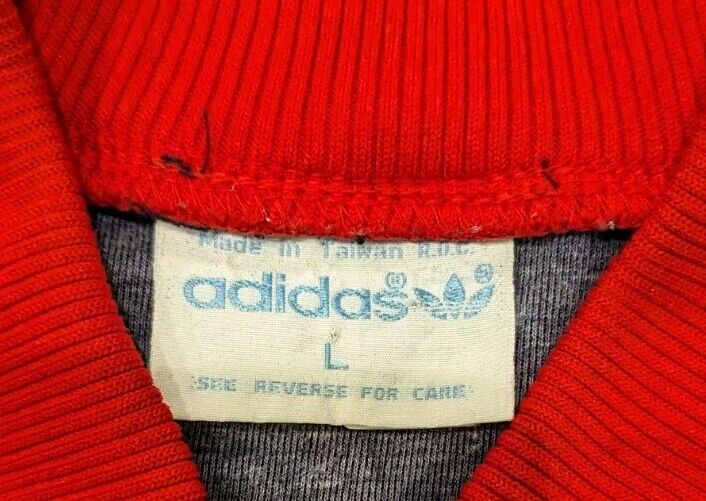 Made in Taiwan R.O.C.
adidas®
®
L
SEE REVERSE FOR CARE